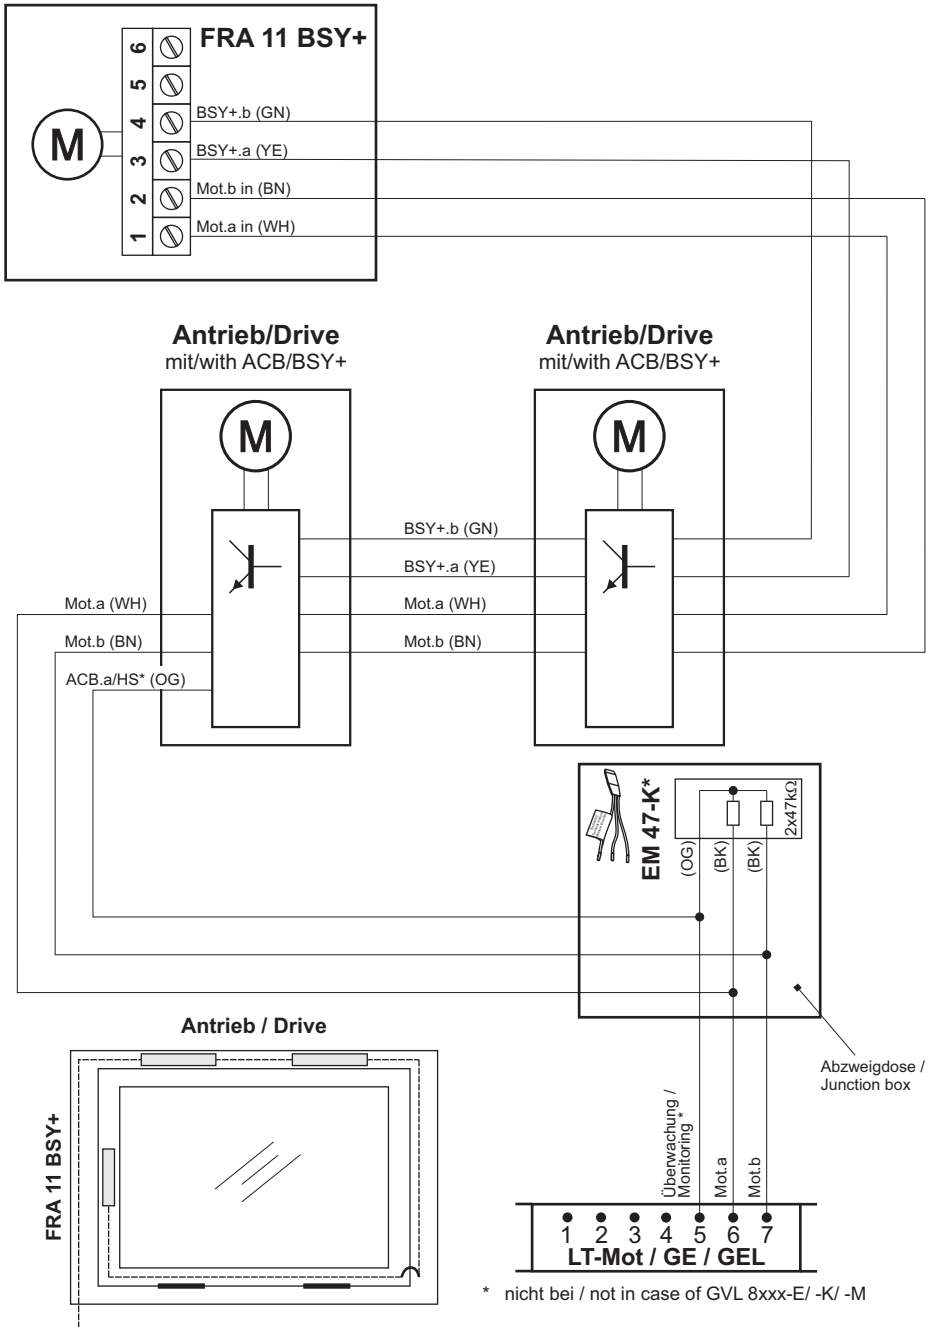 FRA 11 BSY+
6
5
4
3
2
1
M
BSY+.b (GN)
BSY+.a (YE)
Mot.b in (BN)
Mot.a in (WH)
Antrieb/Drive
mit/with ACB/BSY+
Antrieb/Drive
mit/with ACB/BSY+
M
M
BSY+.b (GN)
BSY+.a (YE)
Mot.a (WH)
Mot.b (BN)
Mot.a (WH)
Mot.b (BN)
ACB.a/HS* (OG)
EM 47-K*
2x47kΩ
(OG)
(BK)
(BK)
Abzweigdose /
Junction box
Antrieb / Drive
FRA 11 BSY+
Überwachung /
Monitoring *
Mot.a
Mot.b
1 2 3 4 5 6 7
LT-Mot / GE / GEL
* nicht bei / not in case of GVL 8xxx-E/ -K/ -M